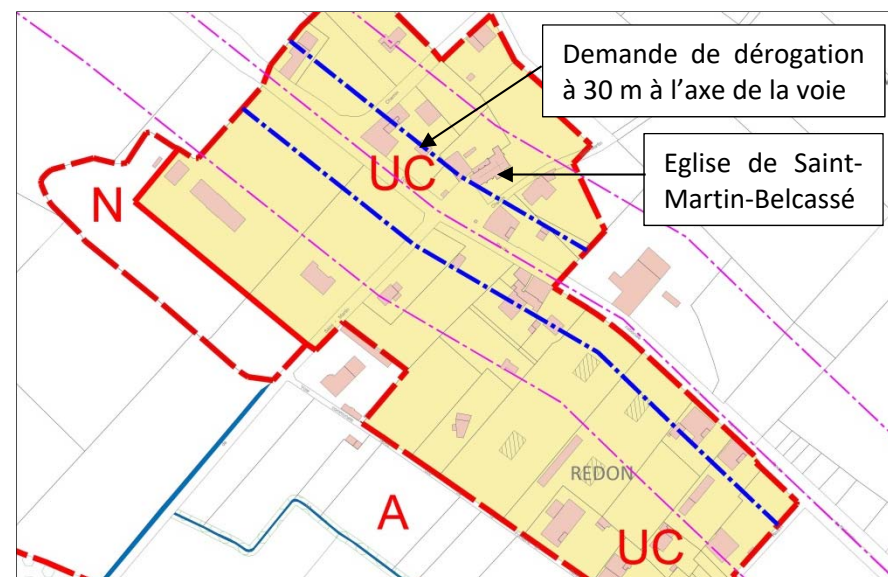 Demande de dérogation
à 30 m à l’axe de la voie
Eglise de Saint-
Martin-Belcassé
UC
N
REDON
A
UC